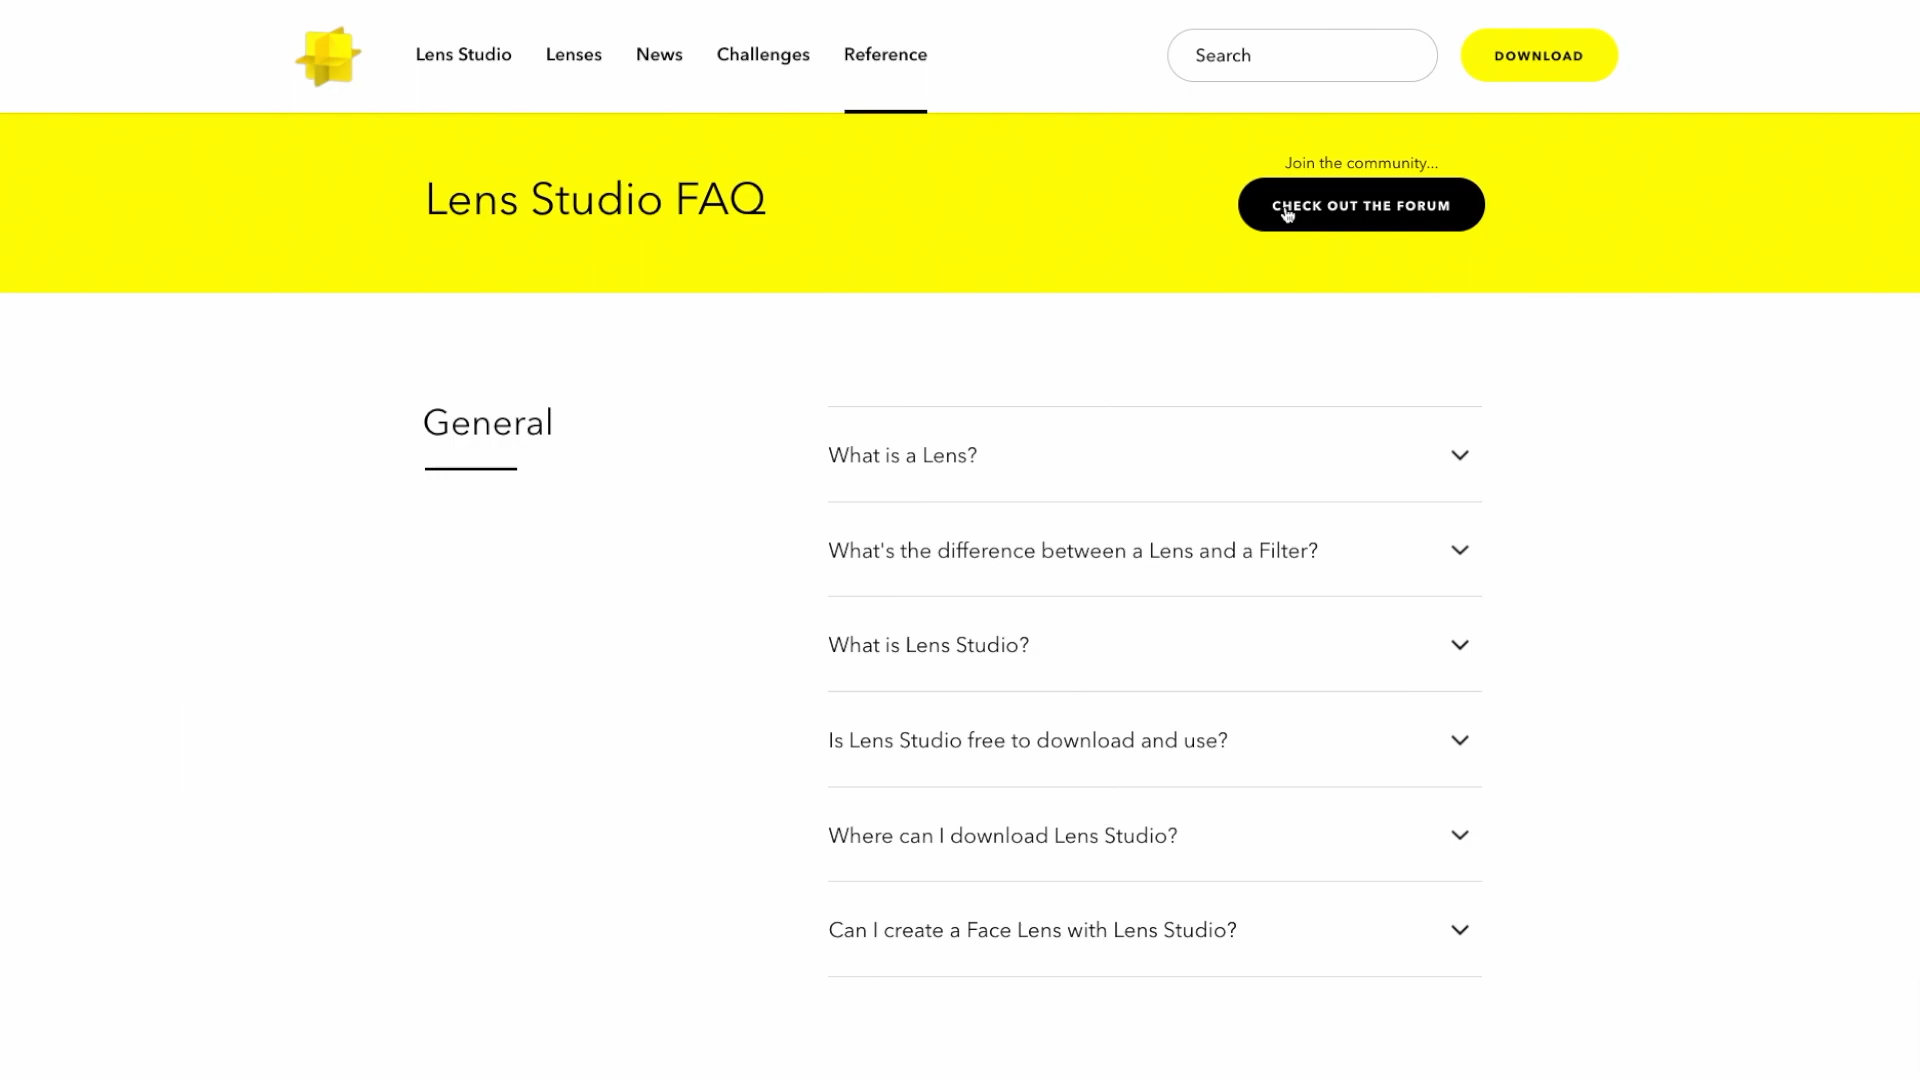 Lens Studio
Lenses
News
Challenges
Reference
Search
DOWNLOAD
Lens Studio FAQ
Join the community...
CHECK OUT THE FORUM
General
What is a Lens?
What's the difference between a Lens and a Filter?
What is Lens Studio?
Is Lens Studio free to download and use?
Where can I download Lens Studio?
Can I create a Face Lens with Lens Studio?